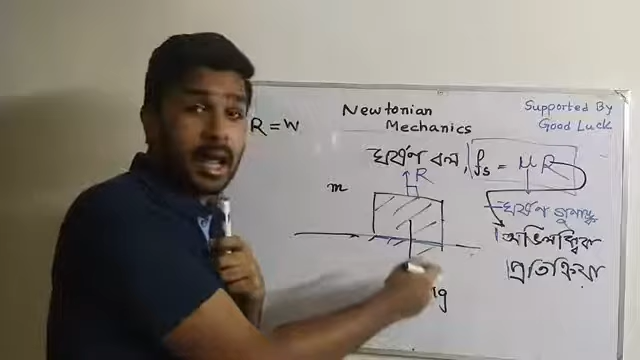 R = W
Newtonian
Mechanics
Supported By
Good Luck
ঘর্ষণ বল, fs = μR
R
m
ঘর্ষণ গুণাঙ্ক
অভিলম্বিক
প্রতিক্রিয়া
g